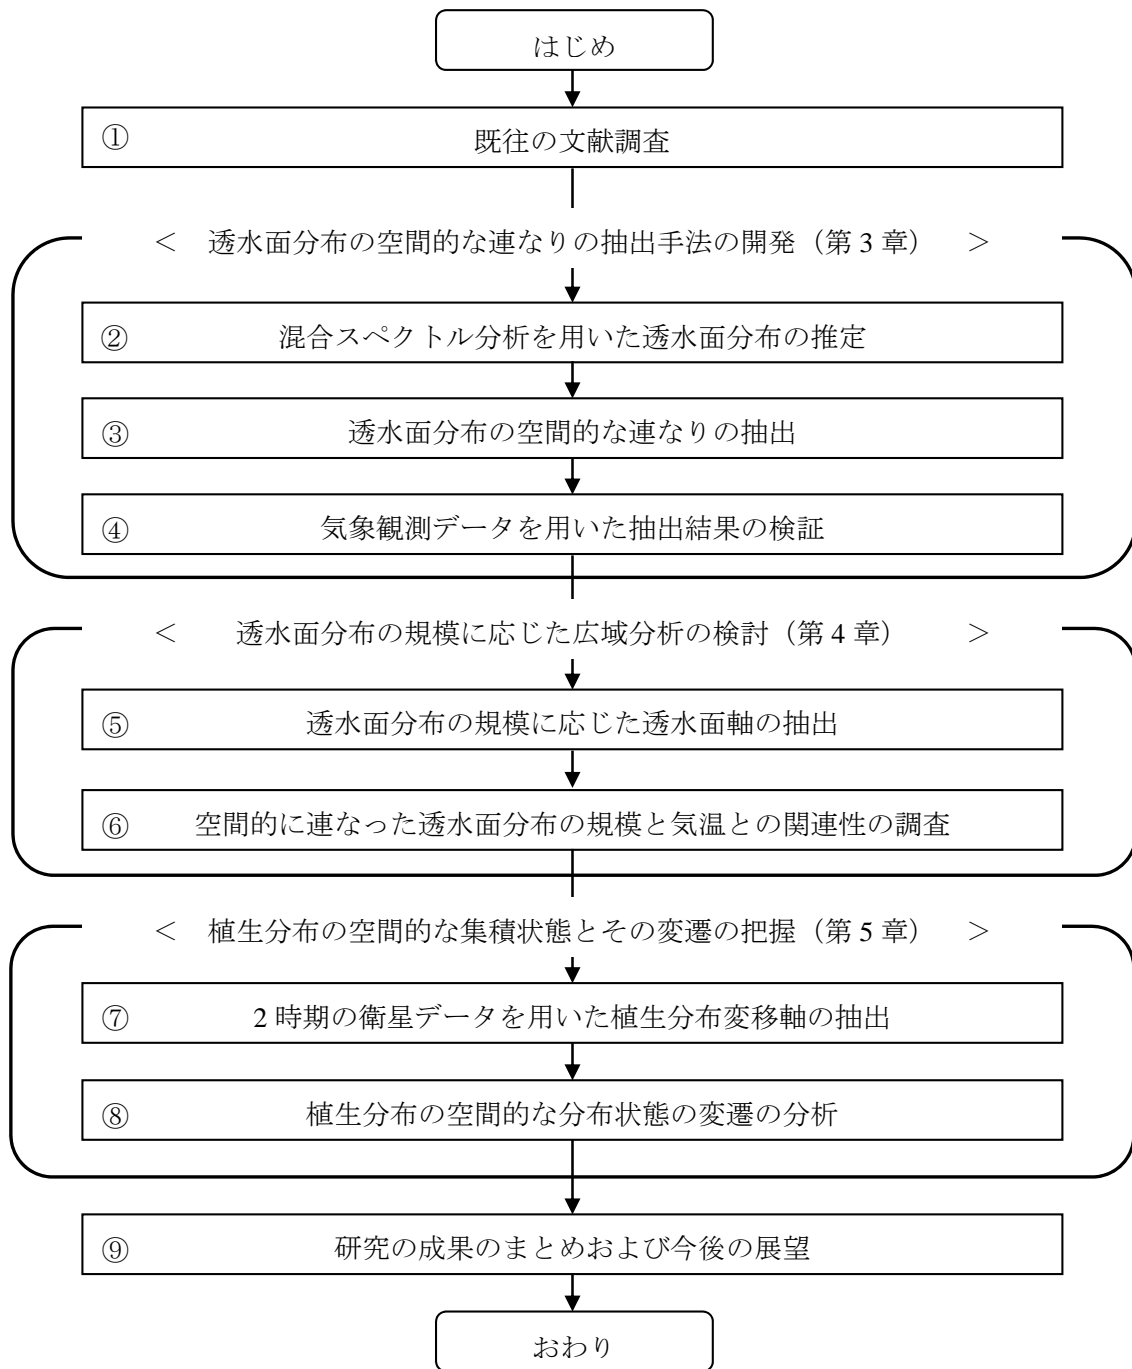 はじめ
① 既往の文献調査
＜ 透水面分布の空間的な連なりの抽出手法の開発（第 3 章） ＞
② 混合スペクトル分析を用いた透水面分布の推定
③ 透水面分布の空間的な連なりの抽出
④ 気象観測データを用いた抽出結果の検証
＜ 透水面分布の規模に応じた広域分析の検討（第 4 章） ＞
⑤ 透水面分布の規模に応じた透水面軸の抽出
⑥ 空間的に連なった透水面分布の規模と気温との関連性の調査
＜ 植生分布の空間的な集積状態とその変遷の把握（第 5 章） ＞
⑦ 2 時期の衛星データを用いた植生分布変移軸の抽出
⑧ 植生分布の空間的な分布状態の変遷の分析
⑨ 研究の成果のまとめおよび今後の展望
おわり